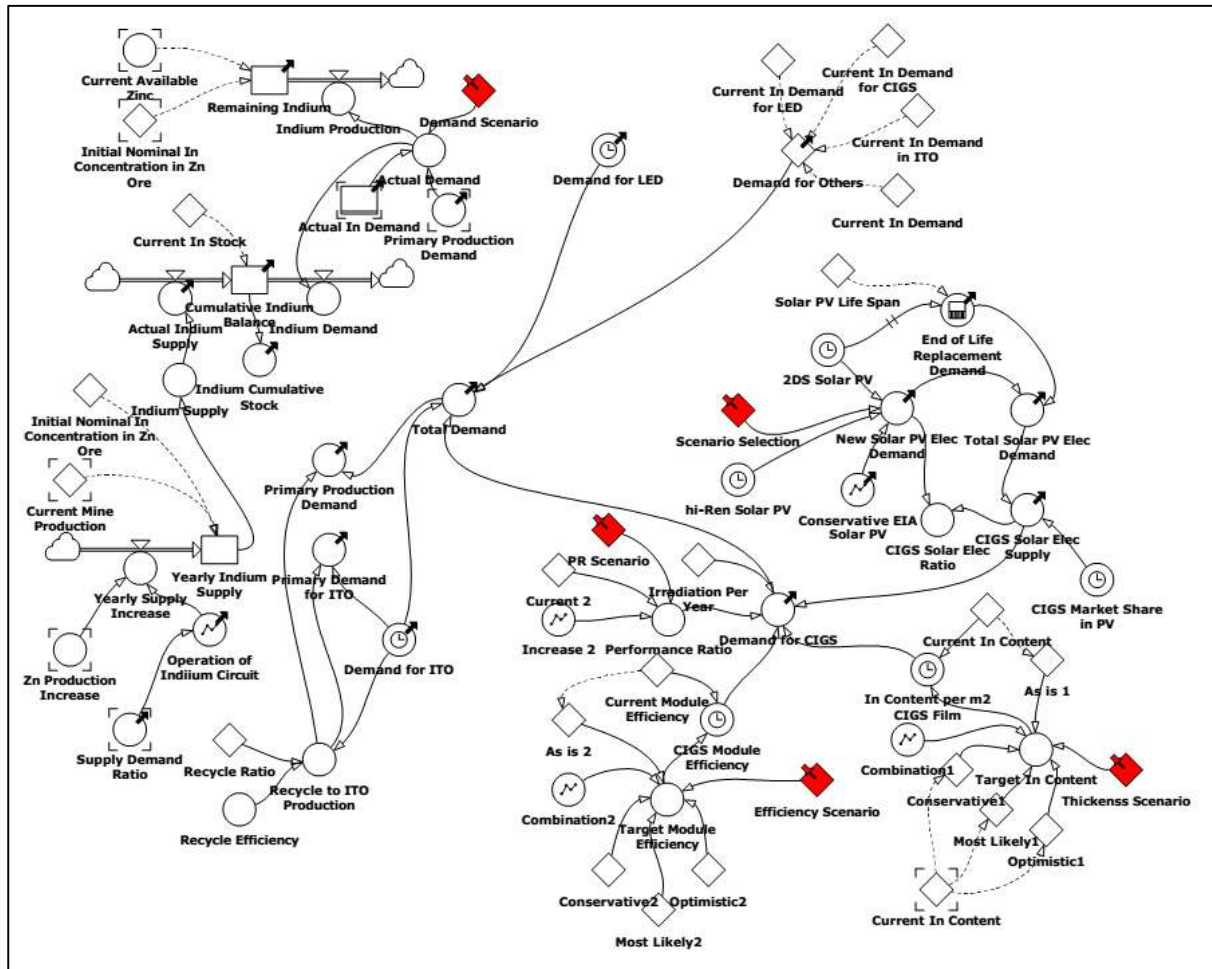 Current Available
Zinc
Remaining Indium
Indium Production
Demand Scenario
Initial Nominal In
Concentration in Zn
Ore
Actual Demand
Actual In Demand
Primary Production
Demand
Demand for LED
Current In Demand
for LED
Current In Demand
for CIGS
Current In Demand
in ITO
Demand for Others
Current In Demand
Current In Stock
Cumulative Indium
Balance
Indium Demand
Actual Indium
Supply
Indium Cumulative
Stock
Indium Supply
Initial Nominal In
Concentration in Zn
Ore
Current Mine
Production
Yearly Indium
Supply
Yearly Supply
Increase
Operation of
Indiium Circuit
Zn Production
Increase
Supply Demand
Ratio
Total Demand
Primary Production
Demand
Primary Demand
for ITO
Demand for ITO
Recycle Ratio
Recycle to ITO
Production
Recycle Efficiency
Solar PV Life Span
End of Life
Replacement
Demand
2DS Solar PV
Scenario Selection
New Solar PV Elec
Demand
Total Solar PV Elec
Demand
hi-Ren Solar PV
Conservative EIA
Solar PV
CIGS Solar Elec
Ratio
CIGS Solar Elec
Supply
CIGS Market Share
in PV
PR Scenario
Irradiation Per
Year
Current 2
Increase 2
Performance Ratio
Demand for CIGS
Current In Content
In Content per m2
CIGS Film
As is 1
Current Module
Efficiency
CIGS Module
Efficiency
As is 2
Combination2
Target Module
Efficiency
Efficiency Scenario
Conservative2
Optimistic2
Most Likely2
Combination1
Target In Content
Thickenss Scenario
Conservative1
Most Likely1
Optimistic1
Current In Content